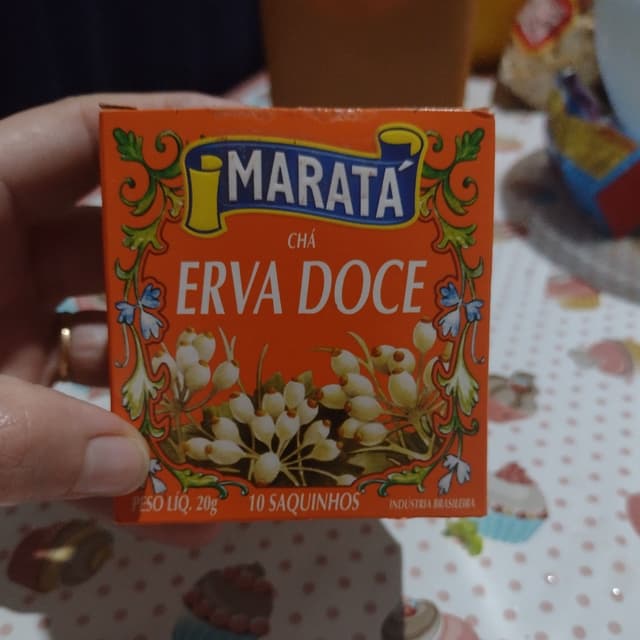 MARATÁ
CHÁ
ERVA DOCE
PESO LÍQ. 20g 10 SAQUINHOS INDÚSTRIA BRASILEIRA